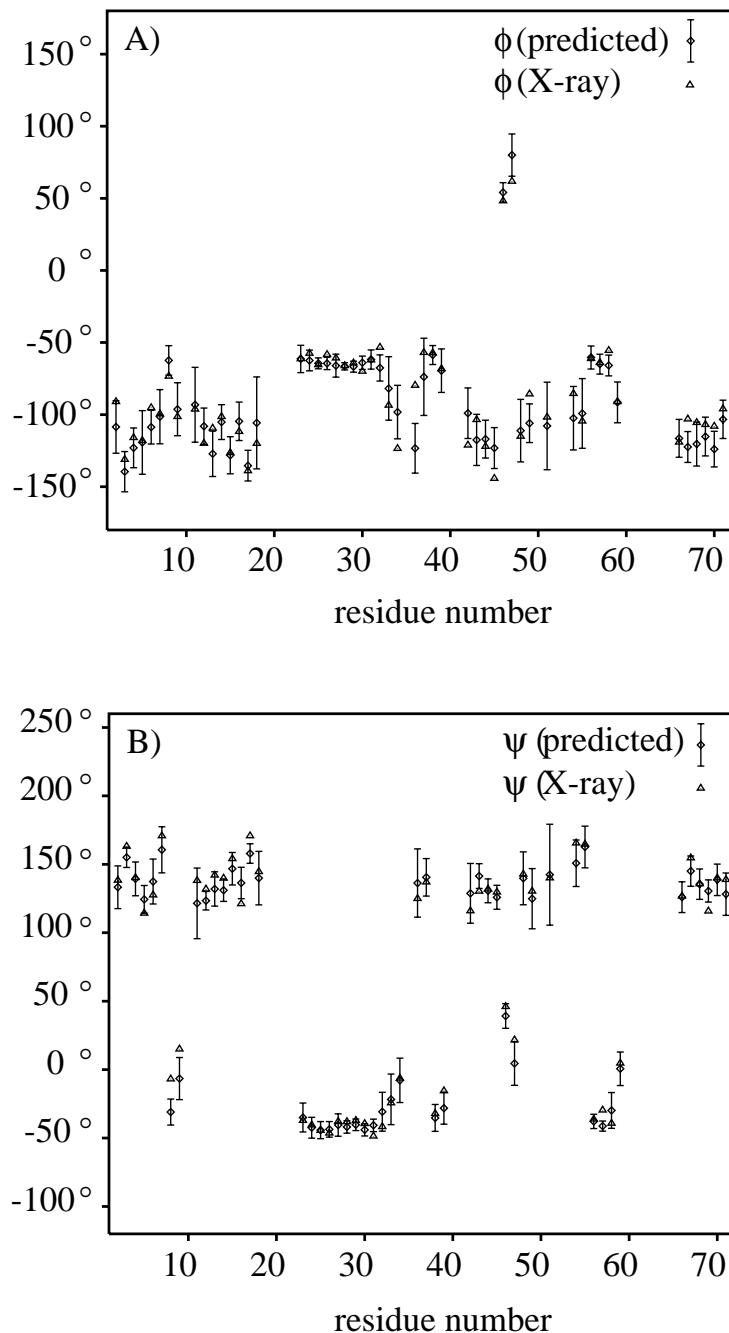 A)
ϕ (predicted)
ϕ (X-ray)
150°
100°
50°
0°
-50°
-100°
-150°
10 20 30 40 50 60 70
residue number
B)
ψ (predicted)
ψ (X-ray)
250°
200°
150°
100°
50°
0°
-50°
-100°
10 20 30 40 50 60 70
residue number